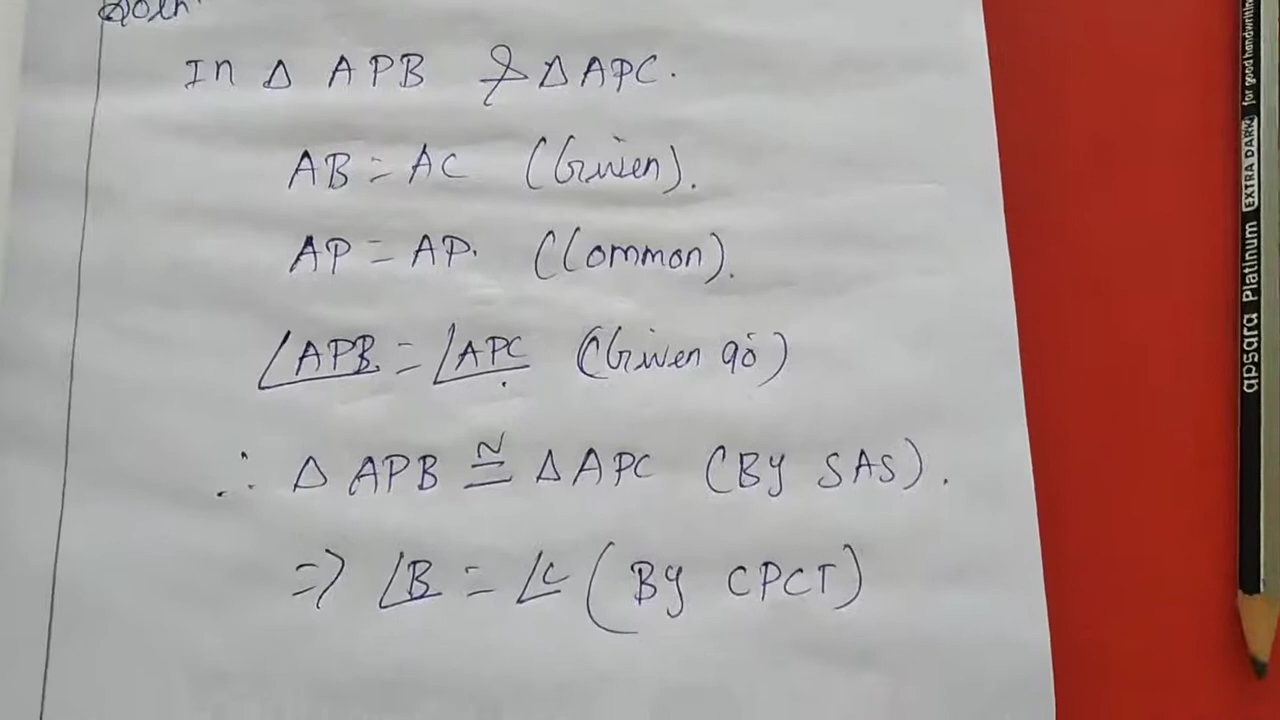 Soln
In Δ APB & Δ APC.
AB = AC (Given).
AP = AP. (Common).
∠APB = ∠APC (Given 90°)
∴ Δ APB ≅ Δ APC (By SAS).
⇒ ∠B = ∠C (By CPCT)
apsara Platinum EXTRA DARK for good handwriting